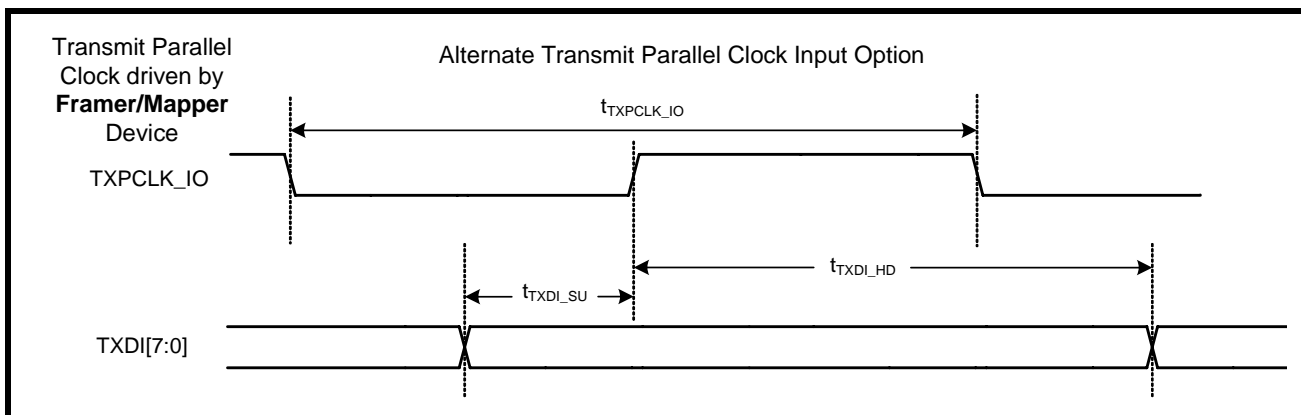 Transmit Parallel
Clock driven by
Framer/Mapper
Device
Alternate Transmit Parallel Clock Input Option
tTXPCLK_IO
TXPCLK_IO
tTXDI_HD
tTXDI_SU
TXDI[7:0]